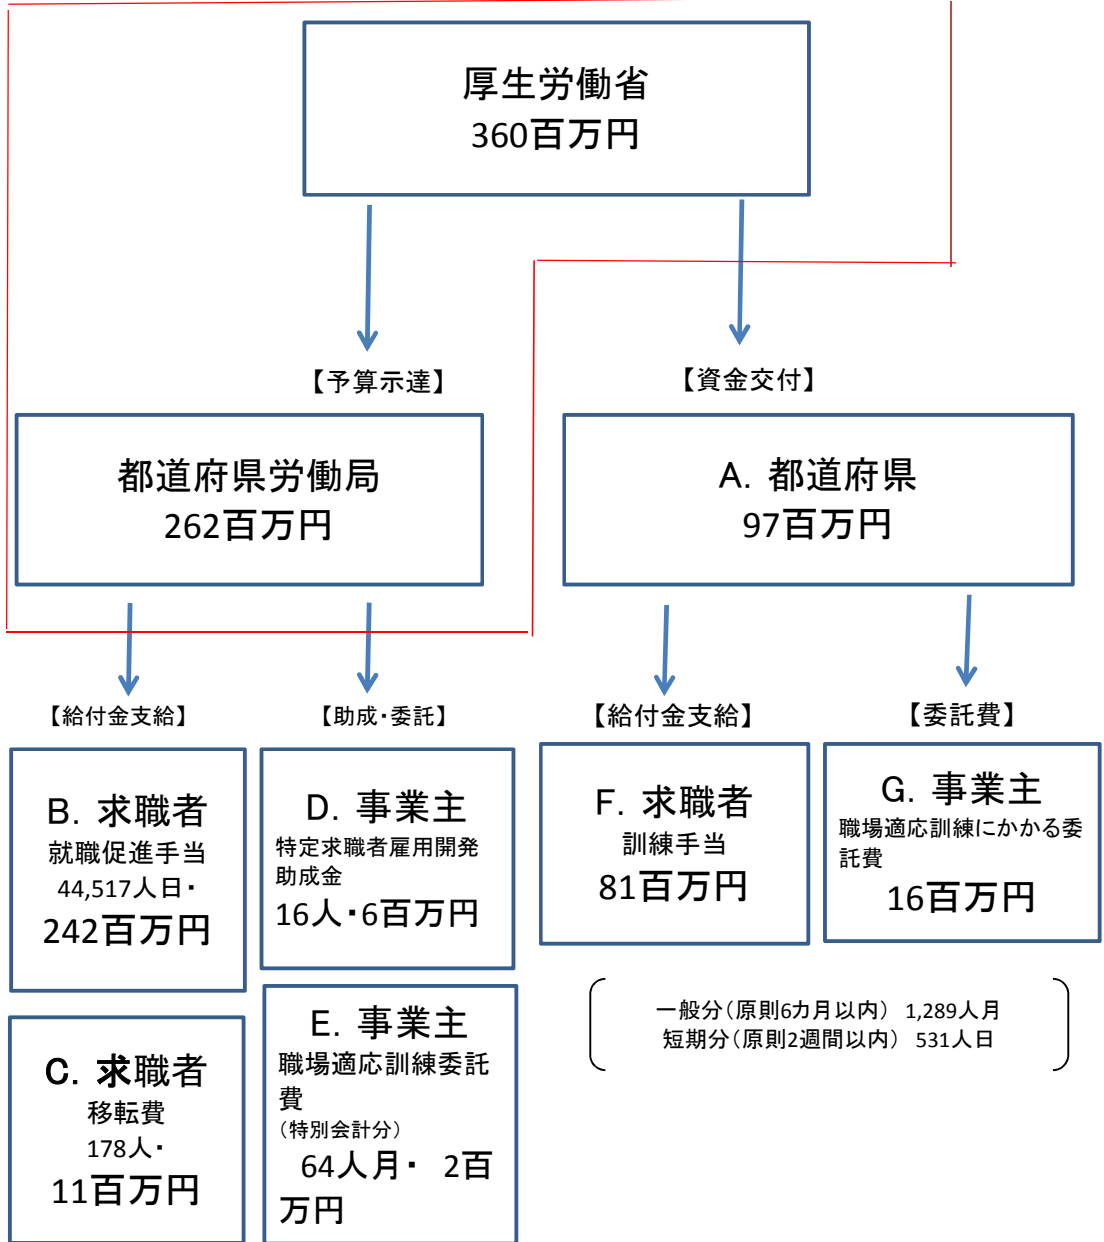 厚生労働省
360百万円
【予算示達】
【資金交付】
都道府県労働局
262百万円
A．都道府県
97百万円
【給付金支給】
【助成・委託】
【給付金支給】
【委託費】
B．求職者
就職促進手当
44,517人日・
242百万円
D．事業主
特定求職者雇用開発
助成金
16人・6百万円
F．求職者
訓練手当
81百万円
G．事業主
職場適応訓練にかかる委
託費
16百万円
一般分（原則6カ月以内） 1,289人月
短期分（原則2週間以内） 531人日
C．求職者
移転費
178人・
11百万円
E．事業主
職場適応訓練委託
費
（特別会計分）
64人月・ 2百
万円